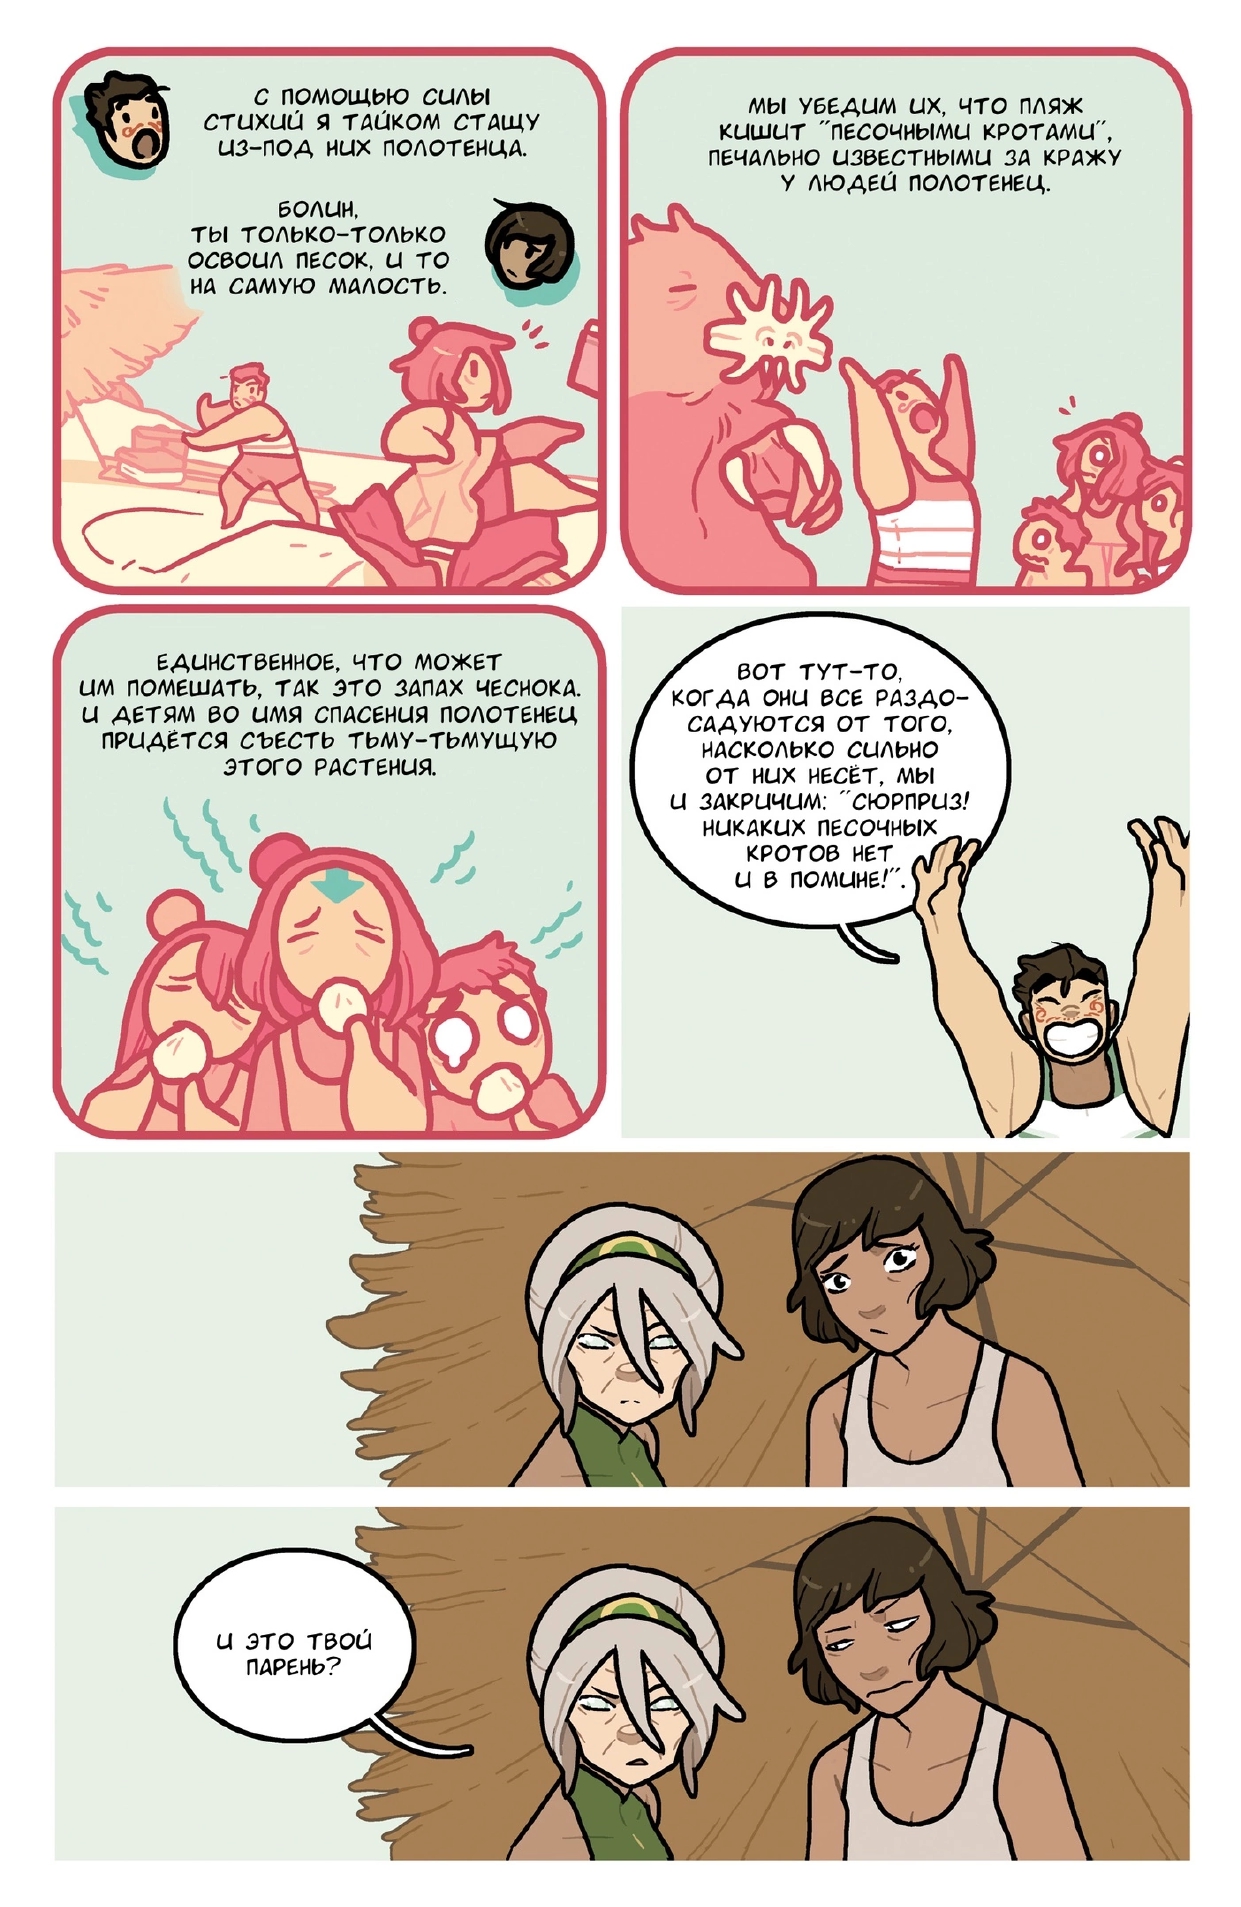 С ПОМОЩЬЮ СИЛЫ
СТИХИЙ Я ТАЙКОМ СТАЩУ
ИЗ-ПОД НИХ ПОЛОТЕНЦА.
БОЛИН,
ТЫ ТОЛЬКО-ТОЛЬКО
ОСВОИЛ ПЕСОК, И ТО
НА САМУЮ МАЛОСТЬ.
МЫ УБЕДИМ ИХ, ЧТО ПЛЯЖ
КИШИТ "ПЕСОЧНЫМИ КРОТАМИ",
ПЕЧАЛЬНО ИЗВЕСТНЫМИ ЗА КРАЖУ
У ЛЮДЕЙ ПОЛОТЕНЕЦ.
ЕДИНСТВЕННОЕ, ЧТО МОЖЕТ
ИМ ПОМЕШАТЬ, ТАК ЭТО ЗАПАХ ЧЕСНОКА.
И ДЕТЯМ ВО ИМЯ СПАСЕНИЯ ПОЛОТЕНЕЦ
ПРИДЁТСЯ СЪЕСТЬ ТЬМУ-ТЬМУЩУЮ
ЭТОГО РАСТЕНИЯ.
ВОТ ТУТ-ТО,
КОГДА ОНИ ВСЕ РАЗДО-
САДУЮТСЯ ОТ ТОГО,
НАСКОЛЬКО СИЛЬНО
ОТ НИХ НЕСЁТ, МЫ
И ЗАКРИЧИМ: "СЮРПРИЗ!
НИКАКИХ ПЕСОЧНЫХ
КРОТОВ НЕТ
И В ПОМИНЕ!".
И ЭТО ТВОЙ
ПАРЕНЬ?